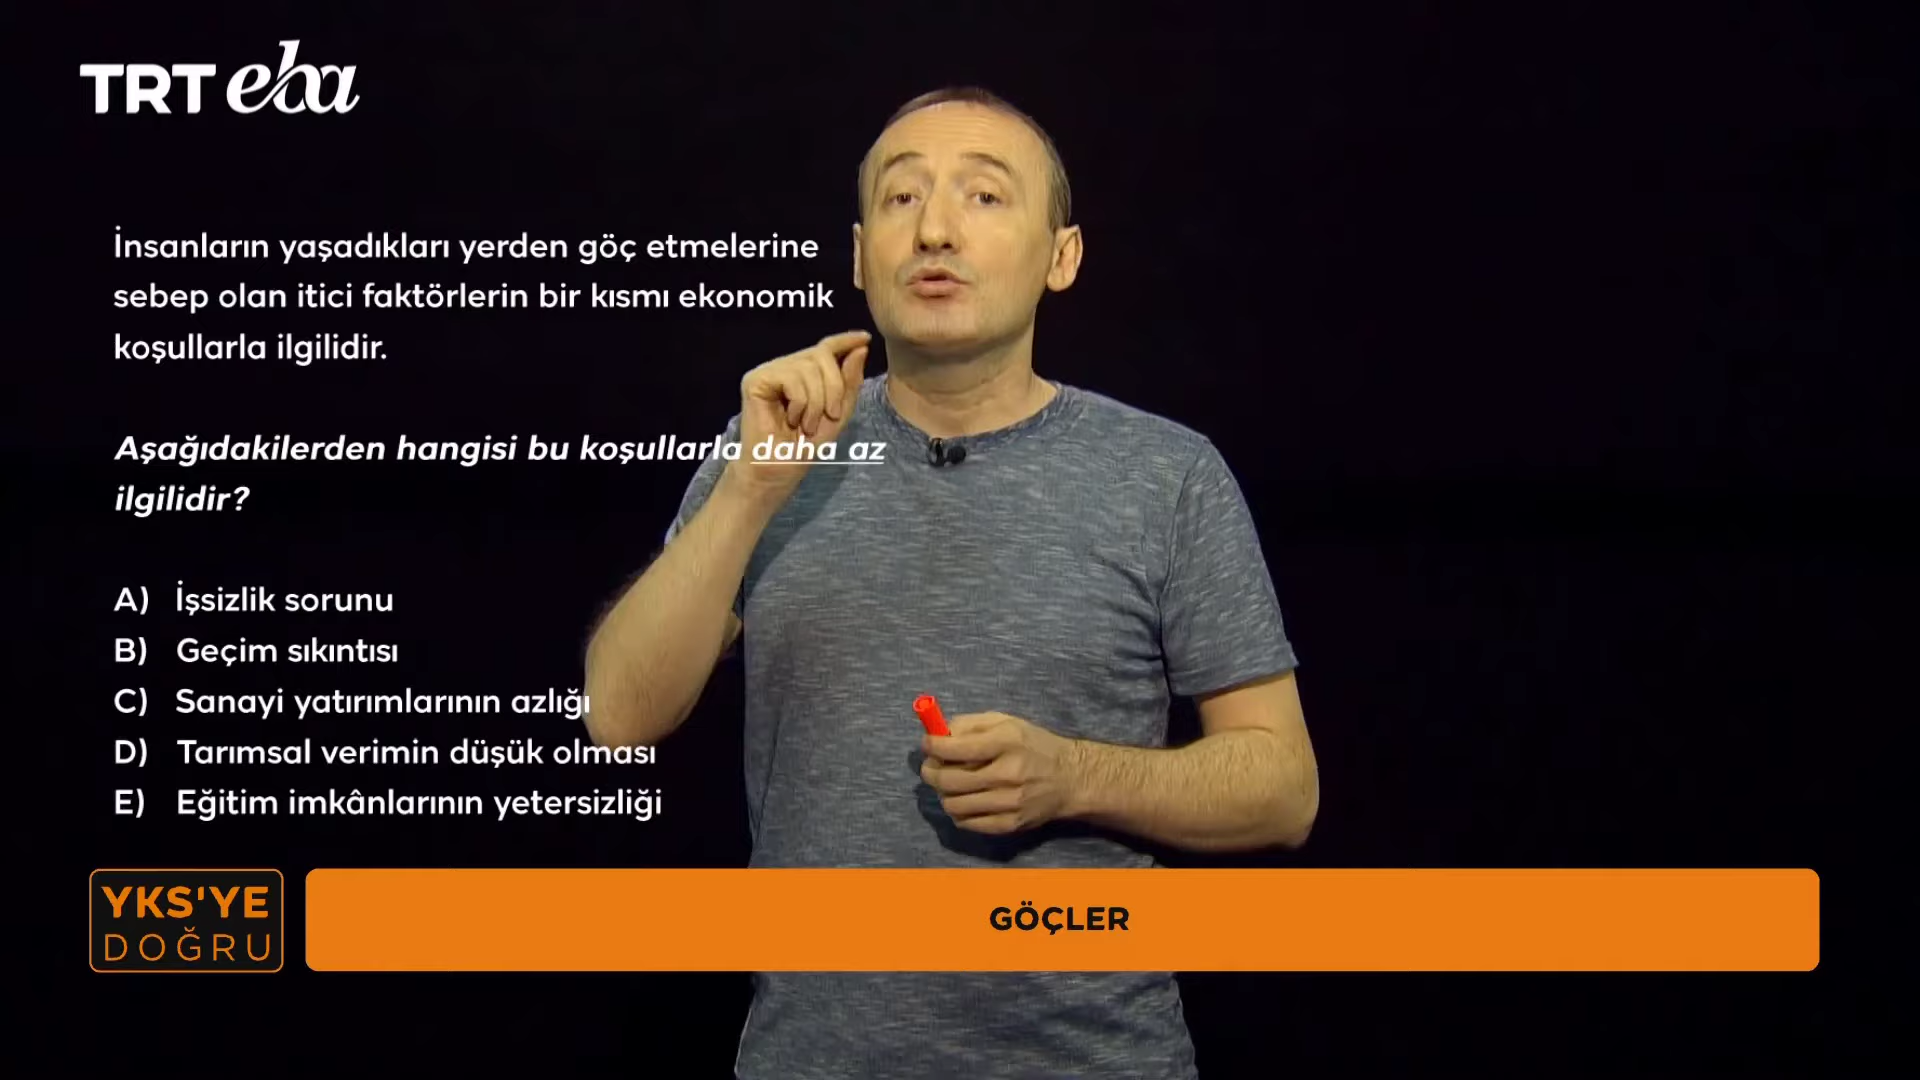 TRT eba
İnsanların yaşadıkları yerden göç etmelerine
sebep olan itici faktörlerin bir kısmı ekonomik
koşullarla ilgilidir.
Aşağıdakilerden hangisi bu koşullarla daha az
ilgilidir?
A) İşsizlik sorunu
B) Geçim sıkıntısı
C) Sanayi yatırımlarının azlığı
D) Tarımsal verimin düşük olması
E) Eğitim imkânlarının yetersizliği
YKS'YE
DOĞRU
GÖÇLER